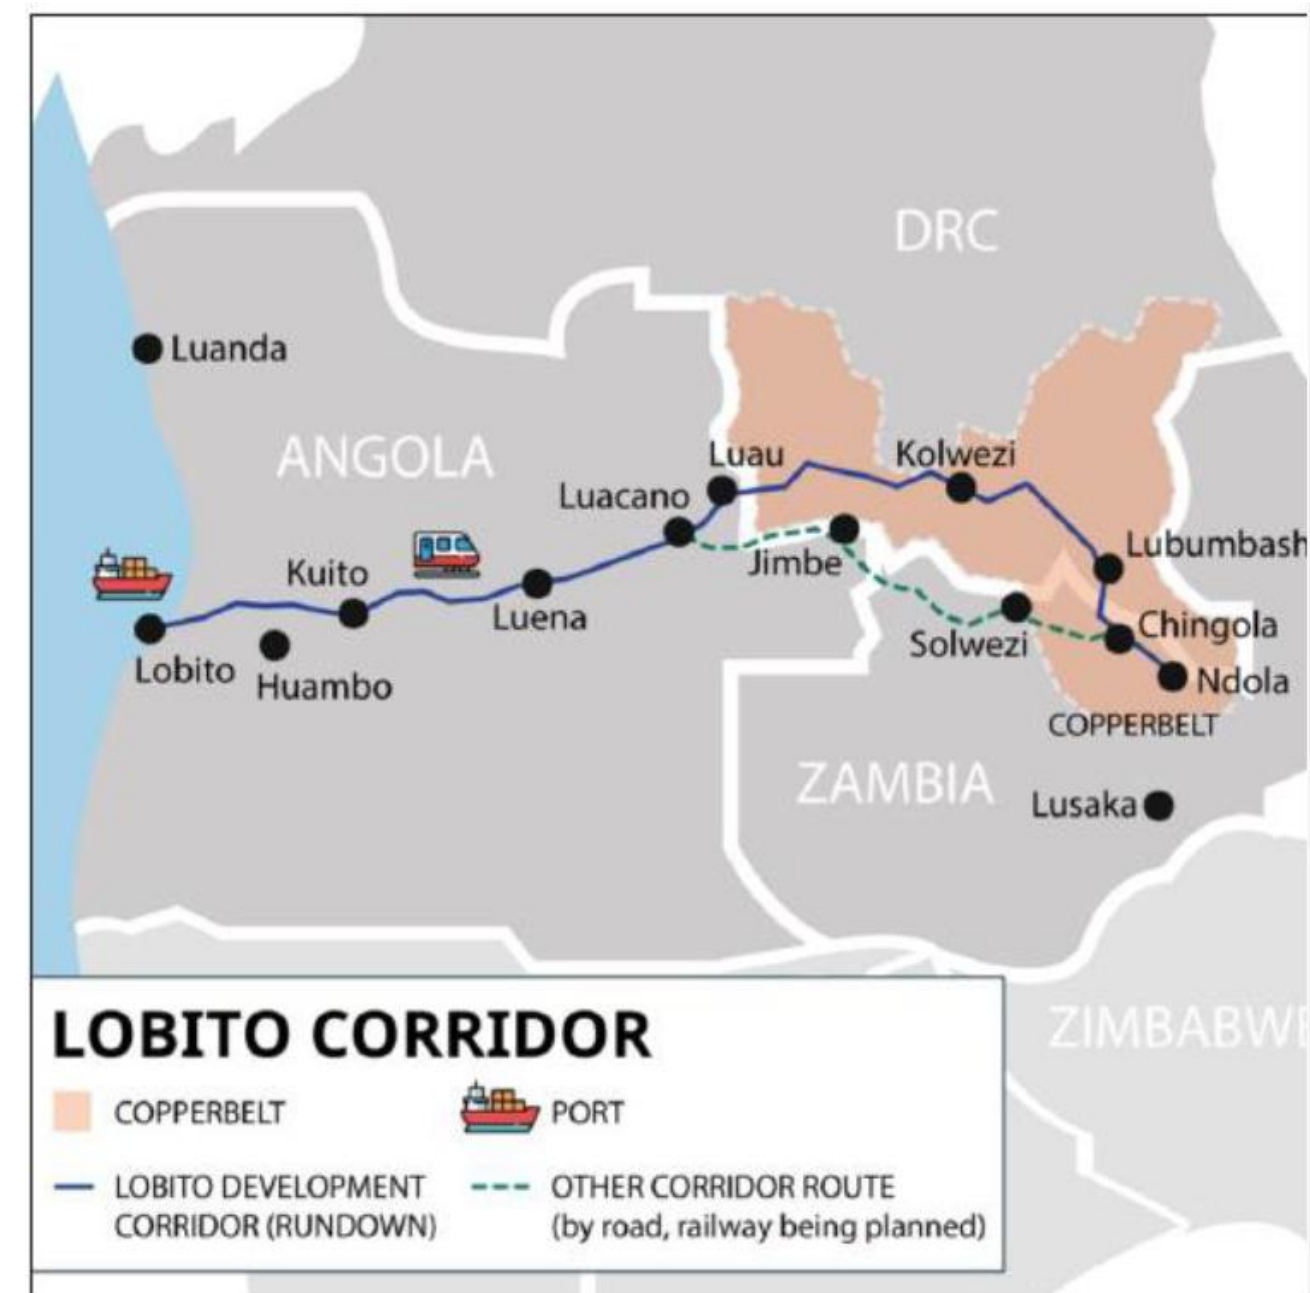 DRC
Luanda
ANGOLA
Luau
Kolwezi
Luacano
Lubumbash
Jimbe
Kuito
Luena
Chingola
Solwezi
Lobito
Huambo
Ndola
COPPERBELT
ZAMBIA
Lusaka
ZIMBABWE
LOBITO CORRIDOR
COPPERBELT
PORT
LOBITO DEVELOPMENT
CORRIDOR (RUNDOWN)
OTHER CORRIDOR ROUTE
(by road, railway being planned)